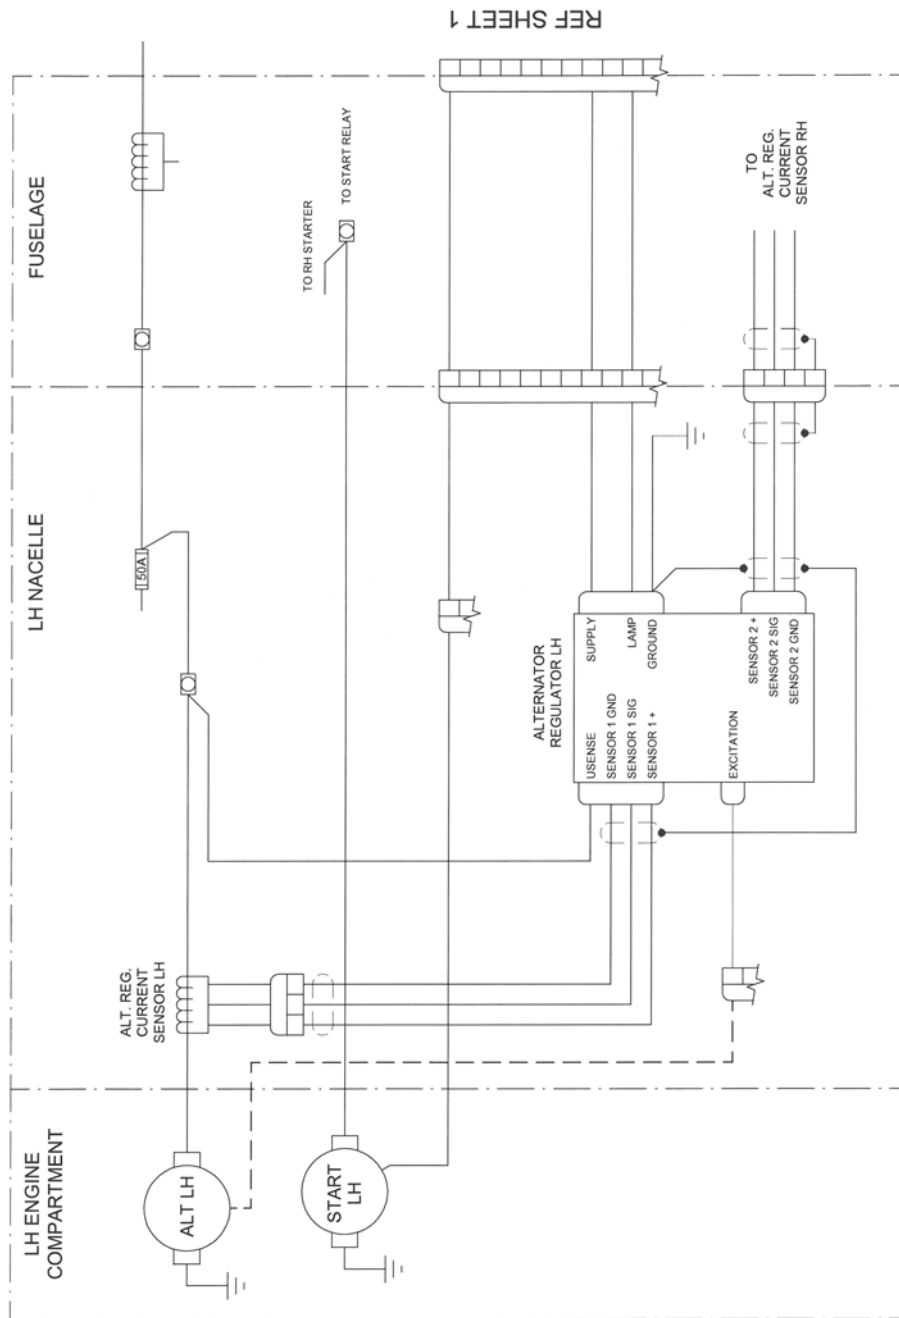 REF SHEET 1
FUSELAGE
LH NACELLE
LH ENGINE
COMPARTMENT
50A
TO RH STARTER
TO START RELAY
ALT. REG.
CURRENT
SENSOR LH
ALT LH
START
LH
ALTERNATOR
REGULATOR LH
USENSE
SENSOR 1 GND
SENSOR 1 SIG
SENSOR 1 +
EXCITATION
SUPPLY
LAMP
GROUND
SENSOR 2 +
SENSOR 2 SIG
SENSOR 2 GND
TO
ALT. REG.
CURRENT
SENSOR RH